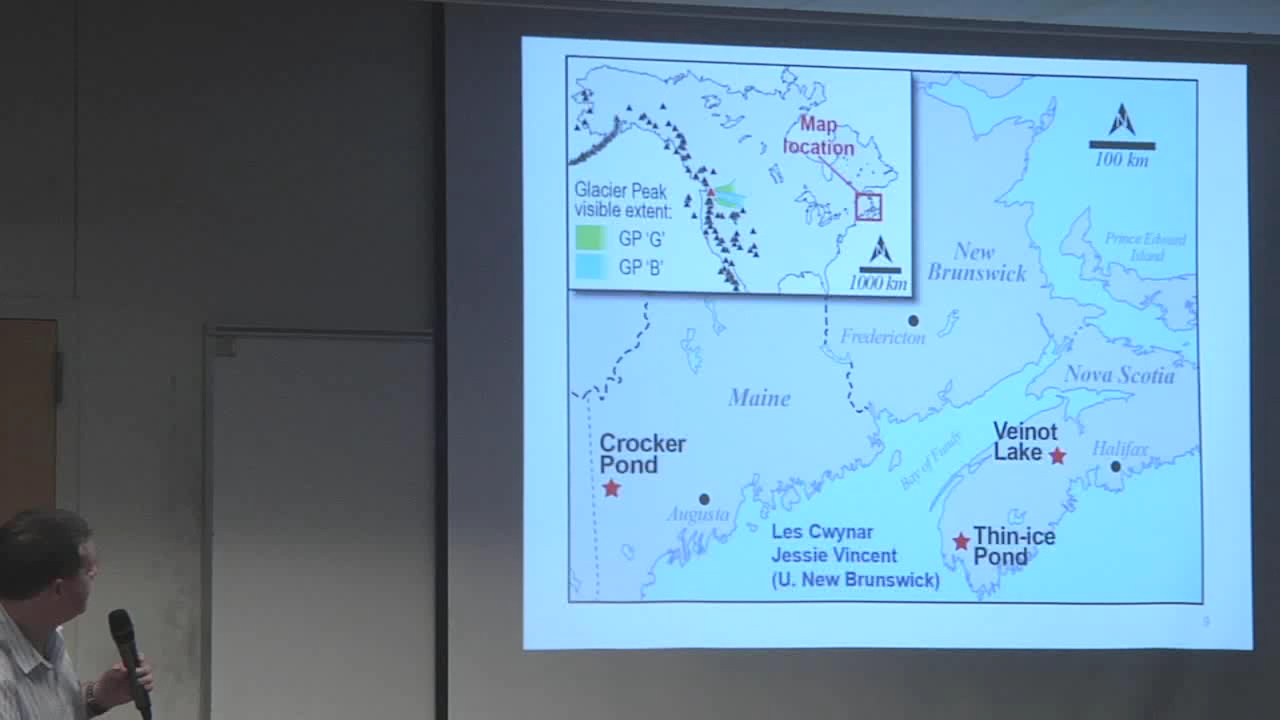 Map
location
Glacier Peak
visible extent:
GP 'G'
GP 'B'
N
1000 km
N
100 km
New
Brunswick
Prince Edward
Island
Fredericton
Nova Scotia
Maine
Crocker
Pond
Veinot
Lake
Halifax
Bay of Fundy
Augusta
Les Cwynar
Jessie Vincent
(U. New Brunswick)
Thin-ice
Pond
9